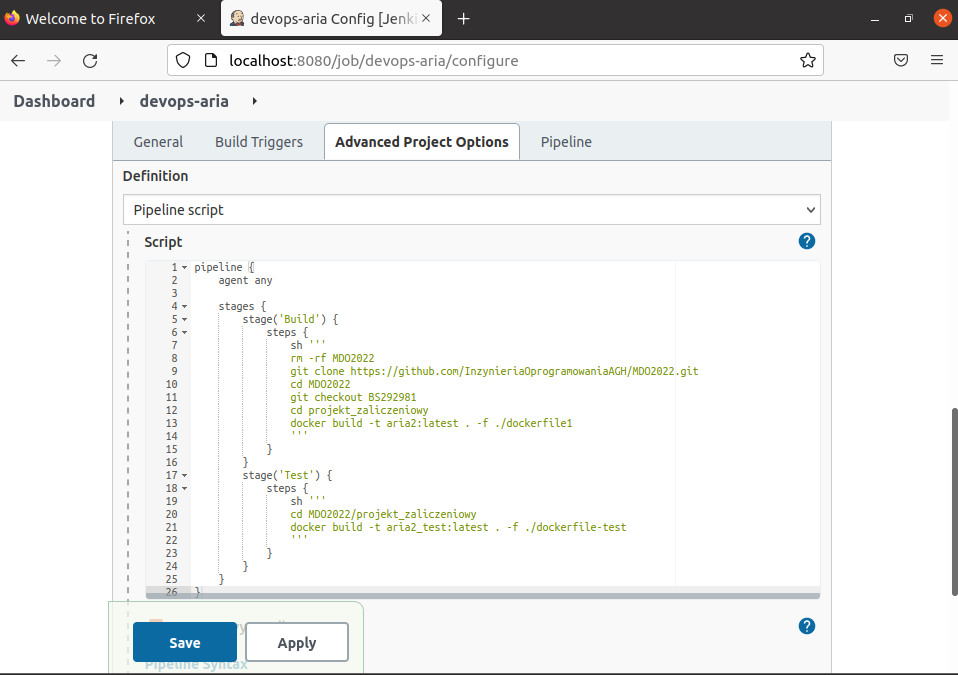 Welcome to Firefox
devops-aria Config [Jenki
localhost:8080/job/devops-aria/configure
Dashboard
devops-aria
General
Build Triggers
Advanced Project Options
Pipeline
Definition
Pipeline script
Script
?
1 pipeline {
2     agent any
3
4     stages {
5         stage('Build') {
6             steps {
7                 sh '''
8                 rm -rf MDO2022
9                 git clone https://github.com/InzynieriaOprogramowaniaAGH/MDO2022.git
10                 cd MDO2022
11                 git checkout BS292981
12                 cd projekt_zaliczeniowy
13                 docker build -t aria2:latest . -f ./dockerfile1
14                 '''
15             }
16         }
17         stage('Test') {
18             steps {
19                 sh '''
20                 cd MDO2022/projekt_zaliczeniowy
21                 docker build -t aria2_test:latest . -f ./dockerfile-test
22                 '''
23             }
24         }
25     }
26 }
?
Save
Apply
Pipeline Syntax